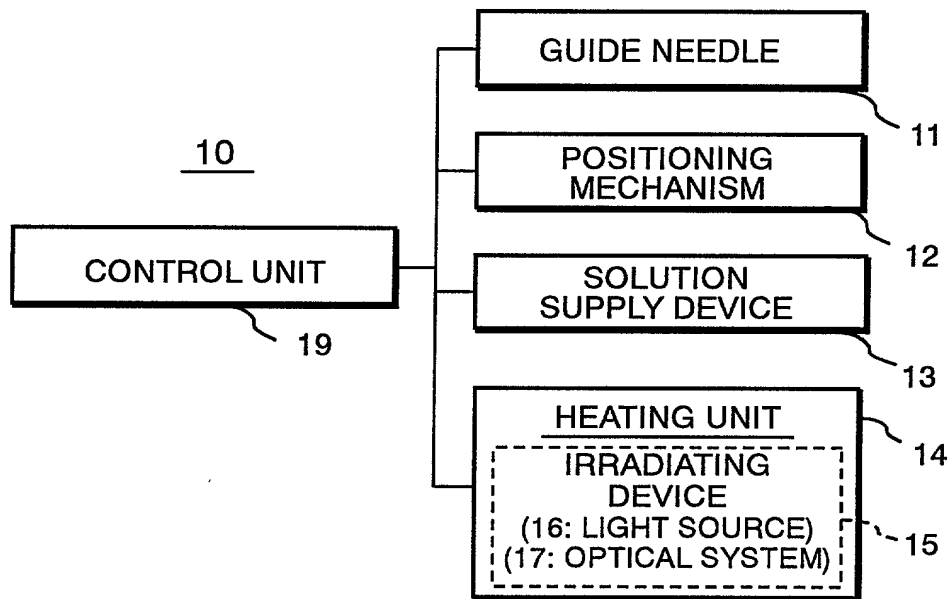 GUIDE NEEDLE
11
10
POSITIONING
MECHANISM
12
CONTROL UNIT
19
SOLUTION
SUPPLY DEVICE
13
HEATING UNIT
14
IRRADIATING
DEVICE
(16: LIGHT SOURCE)
(17: OPTICAL SYSTEM)
15